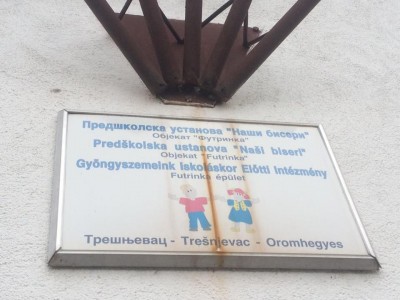 Предшколска установа "Наши бисери"
Објекат "Футринка"
Predškolska ustanova "Naši biseri"
Objekat "Futrinka"
Gyöngyszemeink Iskoláskor Előtti Intézmény
Futrinka épület
Трешњевац - Trešnjevac - Oromhegyes